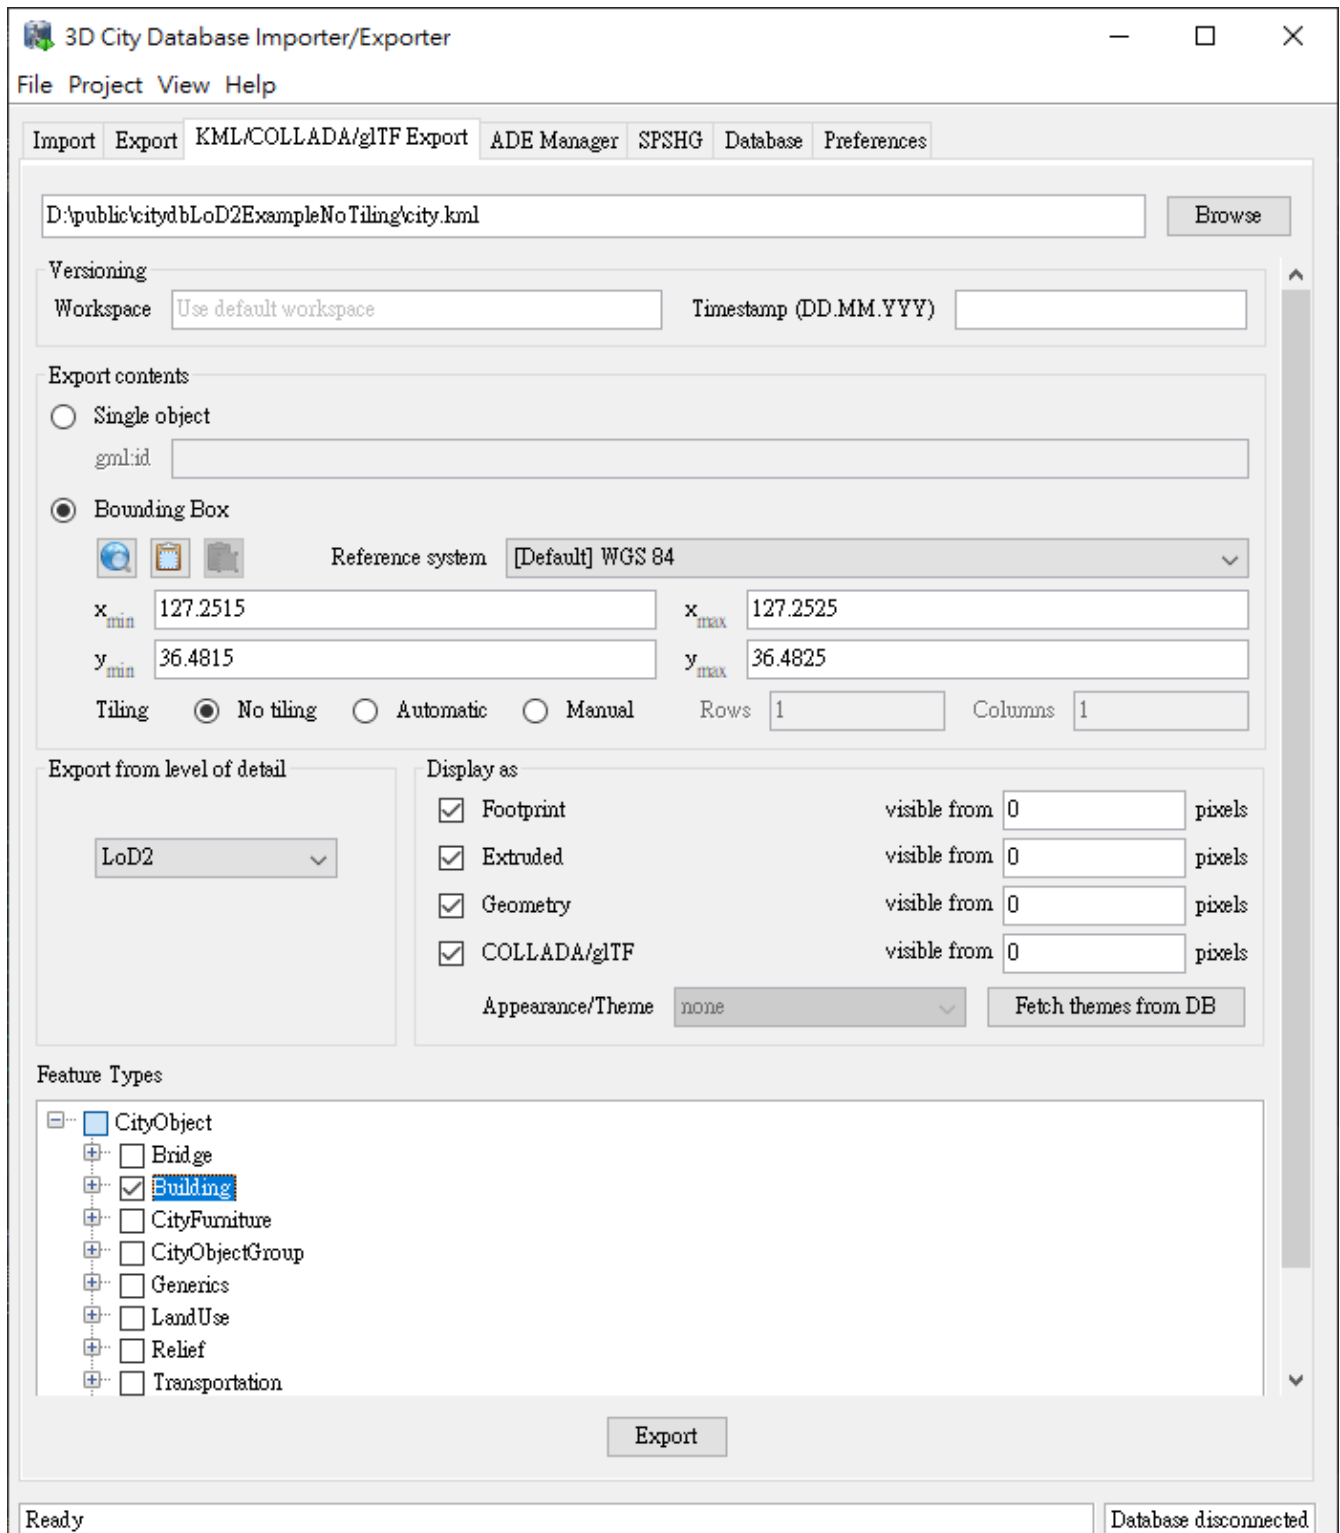 3D City Database Importer/Exporter
File Project View Help
Import Export KML/COLLADA/glTF Export ADE Manager SPSHG Database Preferences
D:\public\citydbLoD2ExampleNoTiling\city.kml Browse
Versioning
Workspace Use default workspace Timestamp (DD.MM.YYY)
Export contents
Single object
gml:id
Bounding Box
Reference system [Default] WGS 84
xmin 127.2515 xmax 127.2525
ymin 36.4815 ymax 36.4825
Tiling No tiling Automatic Manual Rows 1 Columns 1
Export from level of detail Display as
Footprint visible from 0 pixels
LoD2 Extruded visible from 0 pixels
Geometry visible from 0 pixels
COLLADA/glTF visible from 0 pixels
Appearance/Theme none Fetch themes from DB
Feature Types
CityObject
Bridge
Building
CityFurniture
CityObjectGroup
Generics
LandUse
Relief
Transportation
Export
Ready Database disconnected